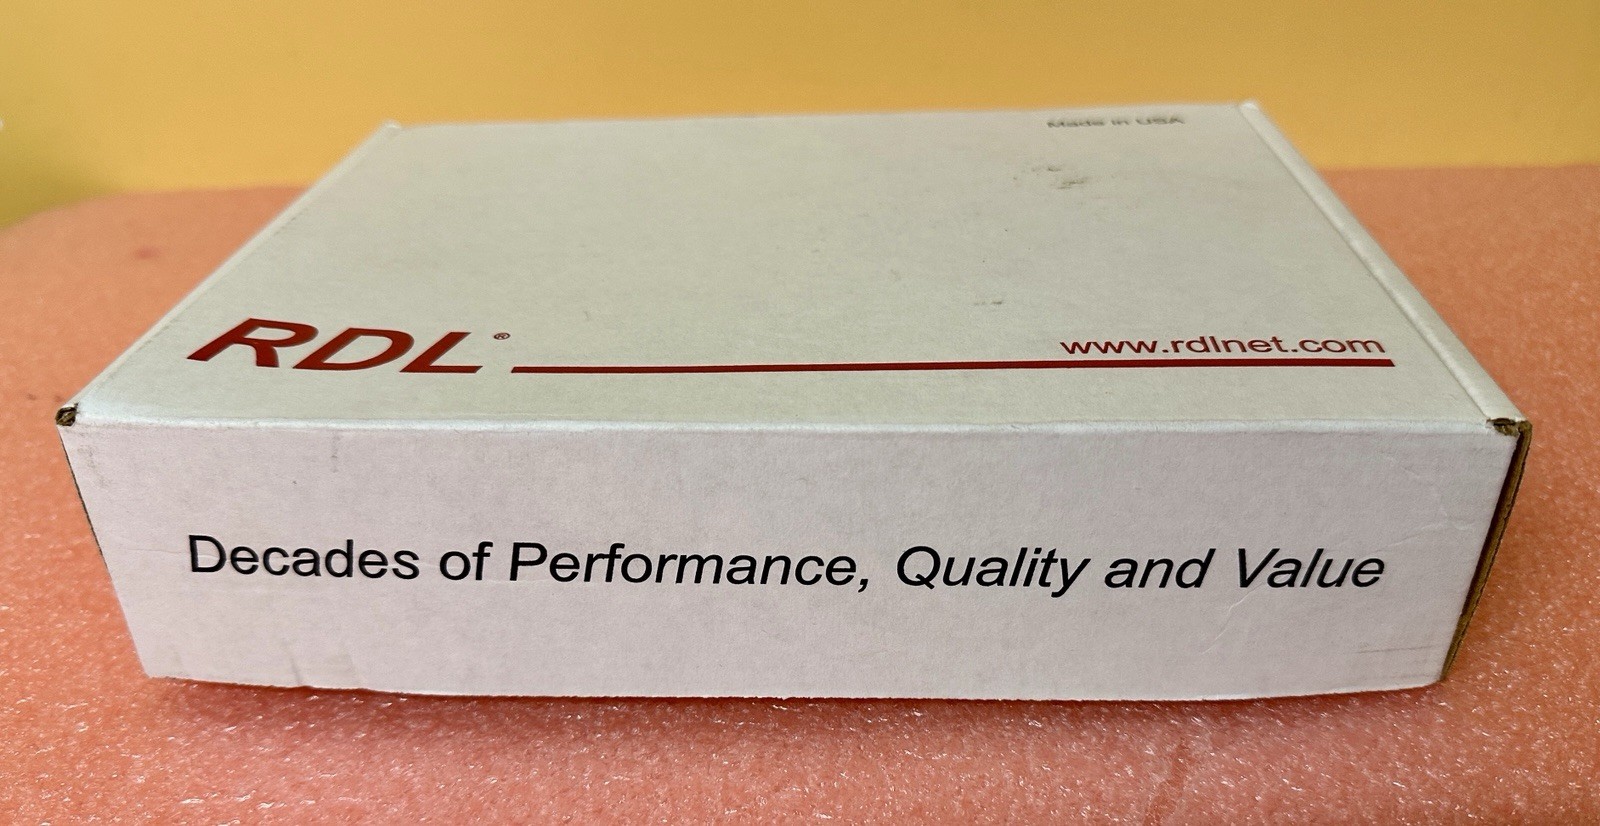 Made in USA
RDL®
www.rdlnet.com
Decades of Performance, Quality and Value